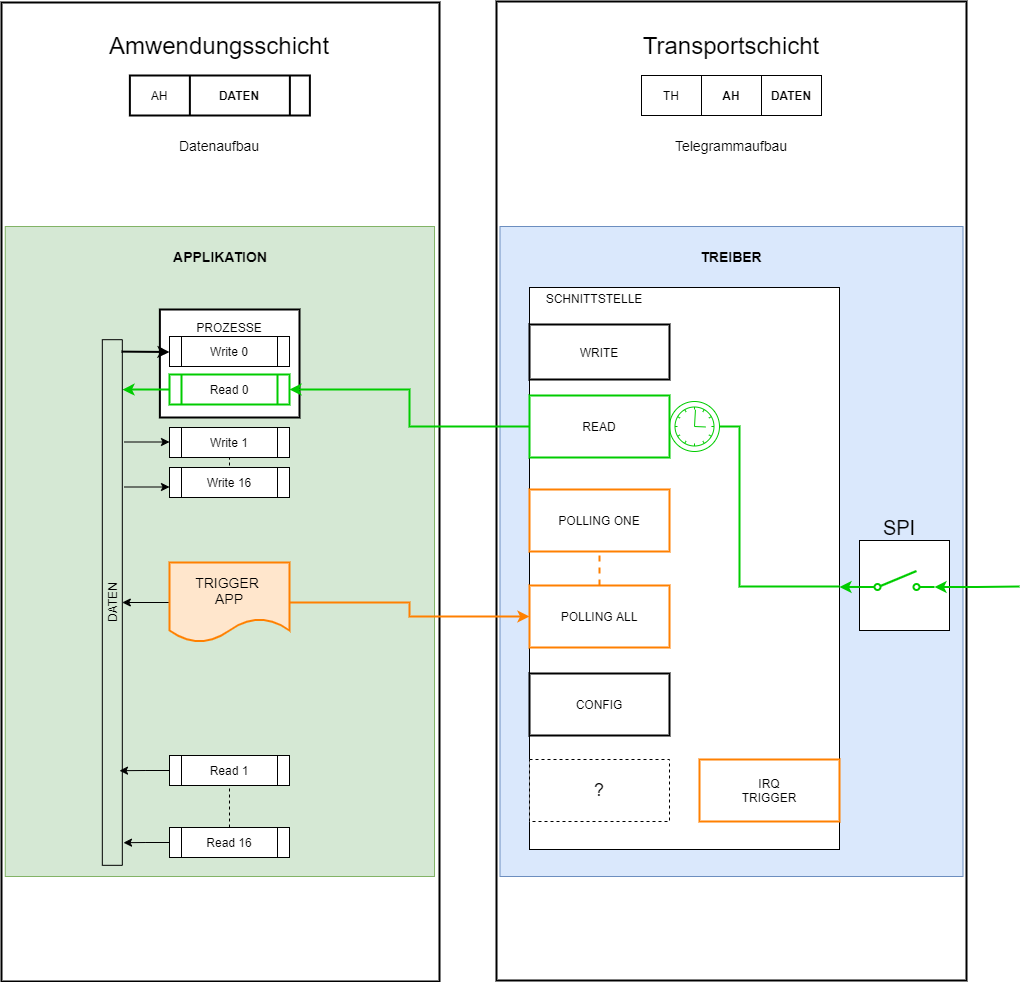 Amwendungsschicht
AH
DATEN
Datenaufbau
APPLIKATION
PROZESSE
Write 0
Read 0
Write 1
Write 16
DATEN
TRIGGER
APP
Read 1
Read 16
Transportschicht
TH
AH
DATEN
Telegrammaufbau
TREIBER
SCHNITTSTELLE
WRITE
READ
POLLING ONE
SPI
POLLING ALL
CONFIG
?
IRQ
TRIGGER